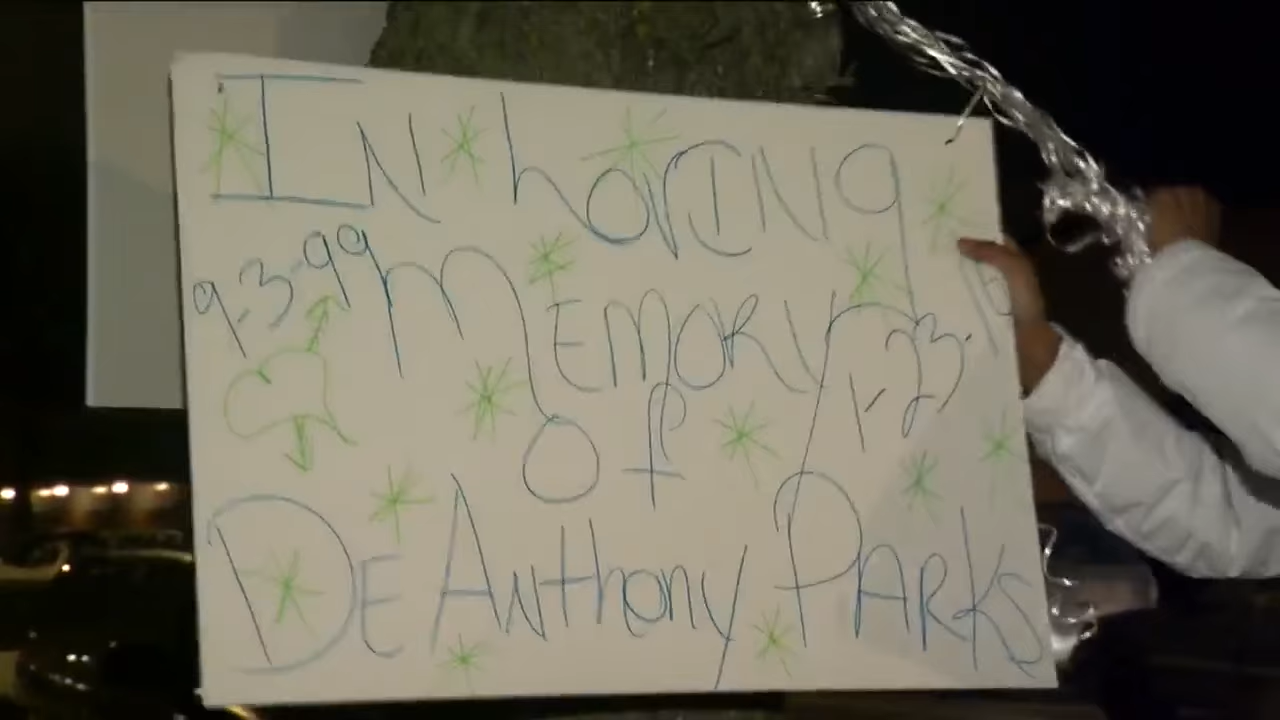 IN LovINg
9-3-99 MEMORY 1-23-
Of
DEANthony PARKS